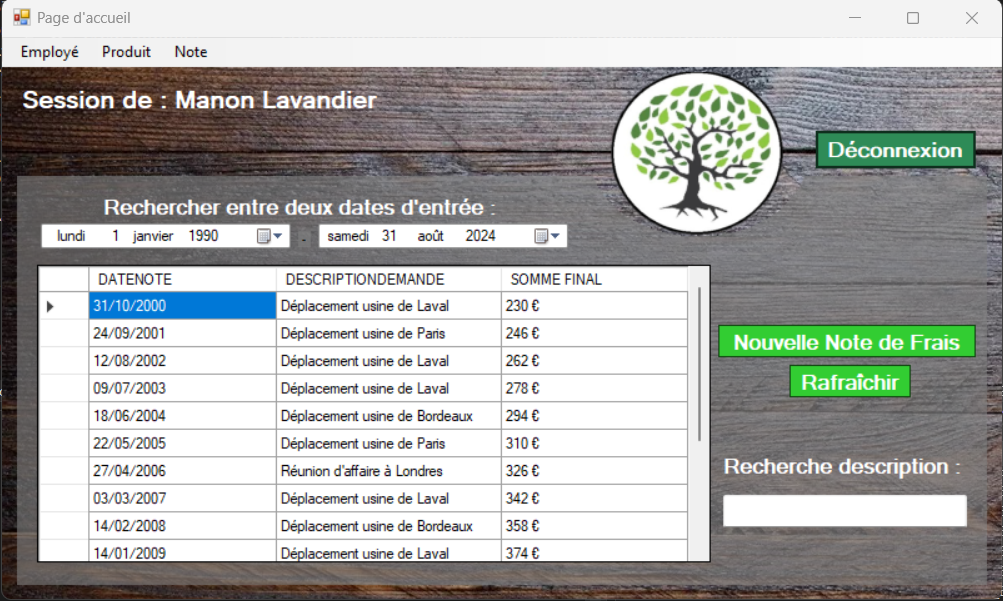 Page d'accueil
Employé Produit Note
Session de : Manon Lavandier
Déconnexion
Rechercher entre deux dates d'entrée :
lundi 1 janvier 1990 - samedi 31 août 2024
DATENOTE DESCRIPTIONDEMANDE SOMME FINAL
31/10/2000 Déplacement usine de Laval 230 €
24/09/2001 Déplacement usine de Paris 246 €
12/08/2002 Déplacement usine de Laval 262 €
09/07/2003 Déplacement usine de Laval 278 €
18/06/2004 Déplacement usine de Bordeaux 294 €
22/05/2005 Déplacement usine de Paris 310 €
27/04/2006 Réunion d'affaire à Londres 326 €
03/03/2007 Déplacement usine de Laval 342 €
14/02/2008 Déplacement usine de Bordeaux 358 €
14/01/2009 Déplacement usine de Laval 374 €
Nouvelle Note de Frais
Rafraîchir
Recherche description :